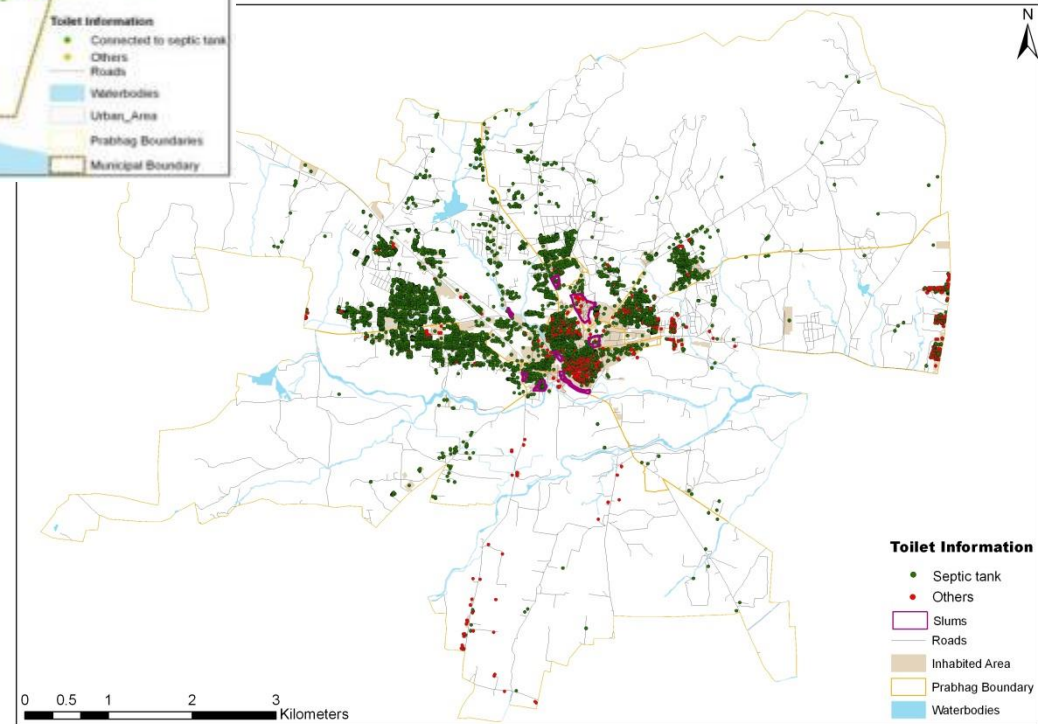 Toilet Information
Connected to septic tank
Others
Roads
Waterbodies
Urban_Area
Prabhag Boundaries
Municipal Boundary
N
Toilet Information
Septic tank
Others
Slums
Roads
Inhabited Area
Prabhag Boundary
Waterbodies
0 0.5 1 2 3
Kilometers